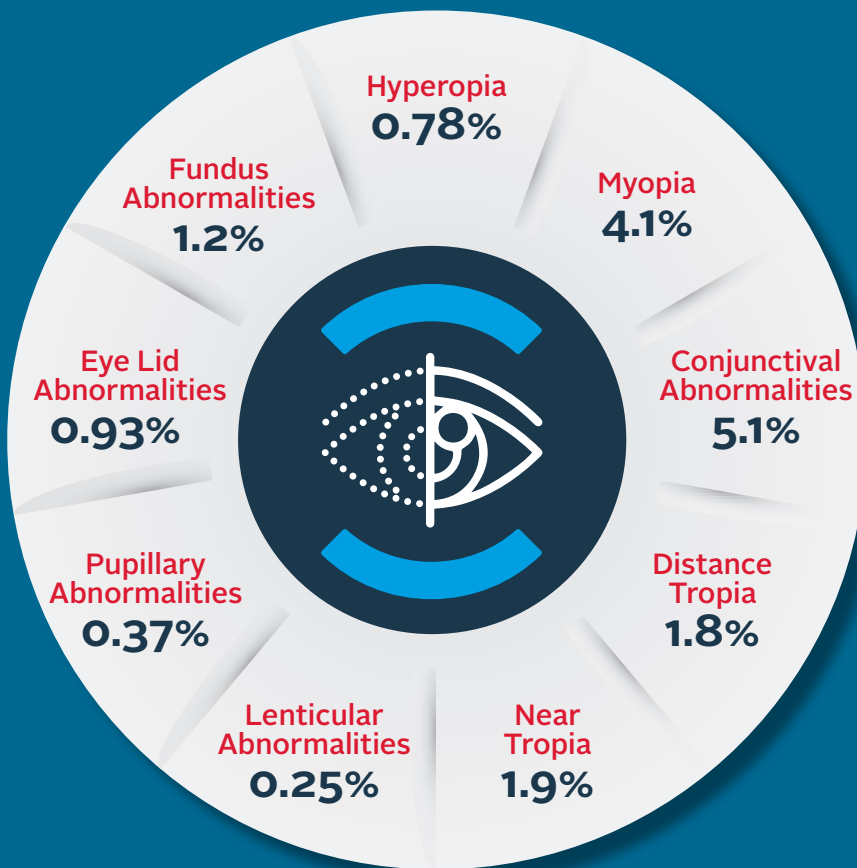 Hyperopia
0.78%
Myopia
4.1%
Conjunctival
Abnormalities
5.1%
Distance
Tropia
1.8%
Near
Tropia
1.9%
Lenticular
Abnormalities
0.25%
Pupillary
Abnormalities
0.37%
Eye Lid
Abnormalities
0.93%
Fundus
Abnormalities
1.2%